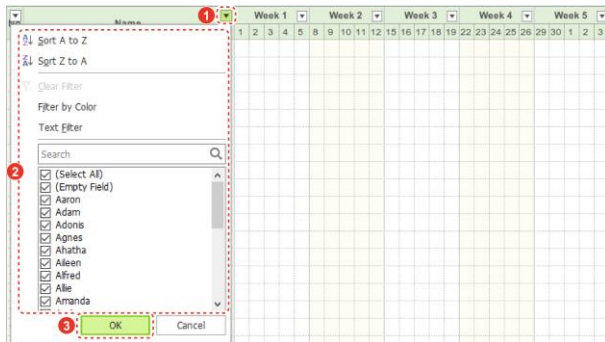 1 Week 1 Week 2 Week 3 Week 4 Week 5
Name
1 2 3 4 5 8 9 10 11 12 15 16 17 18 19 22 23 24 25 26 29 30 1 2 3
Sort A to Z
Sort Z to A
Clear Filter
Filter by Color
Text Filter
Search
2
(Select All)
(Empty Field)
Aaron
Adam
Adonis
Agnes
Ahatha
Aileen
Alfred
Allie
Amanda
3 OK Cancel